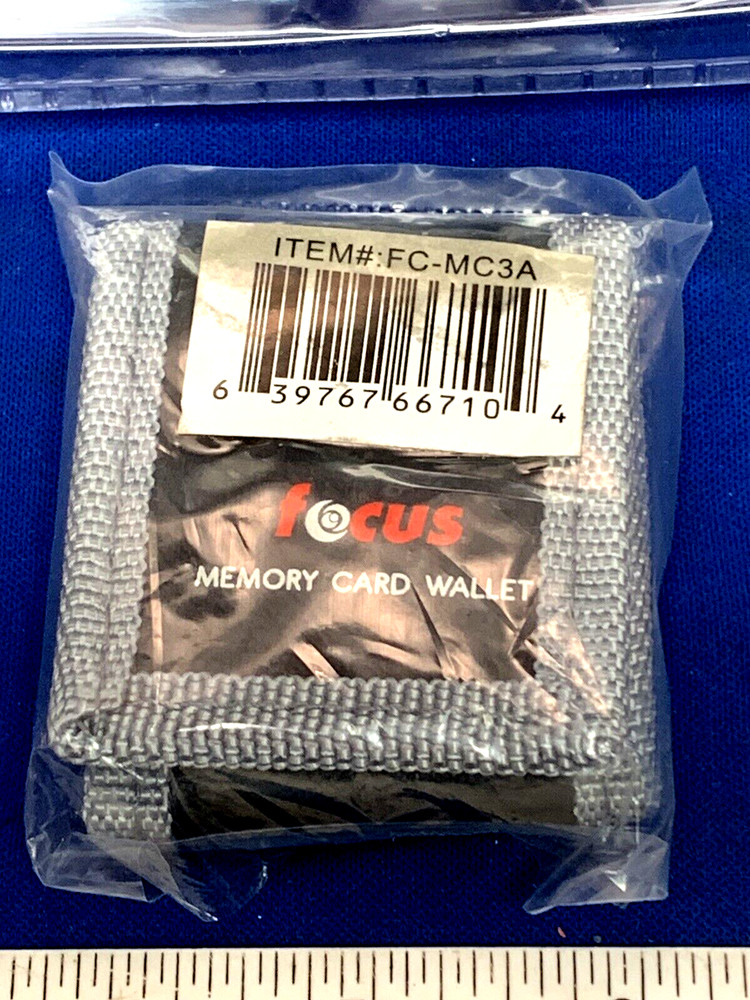 ITEM#:FC-MC3A
6 39767 66710 4
focus
MEMORY CARD WALLET